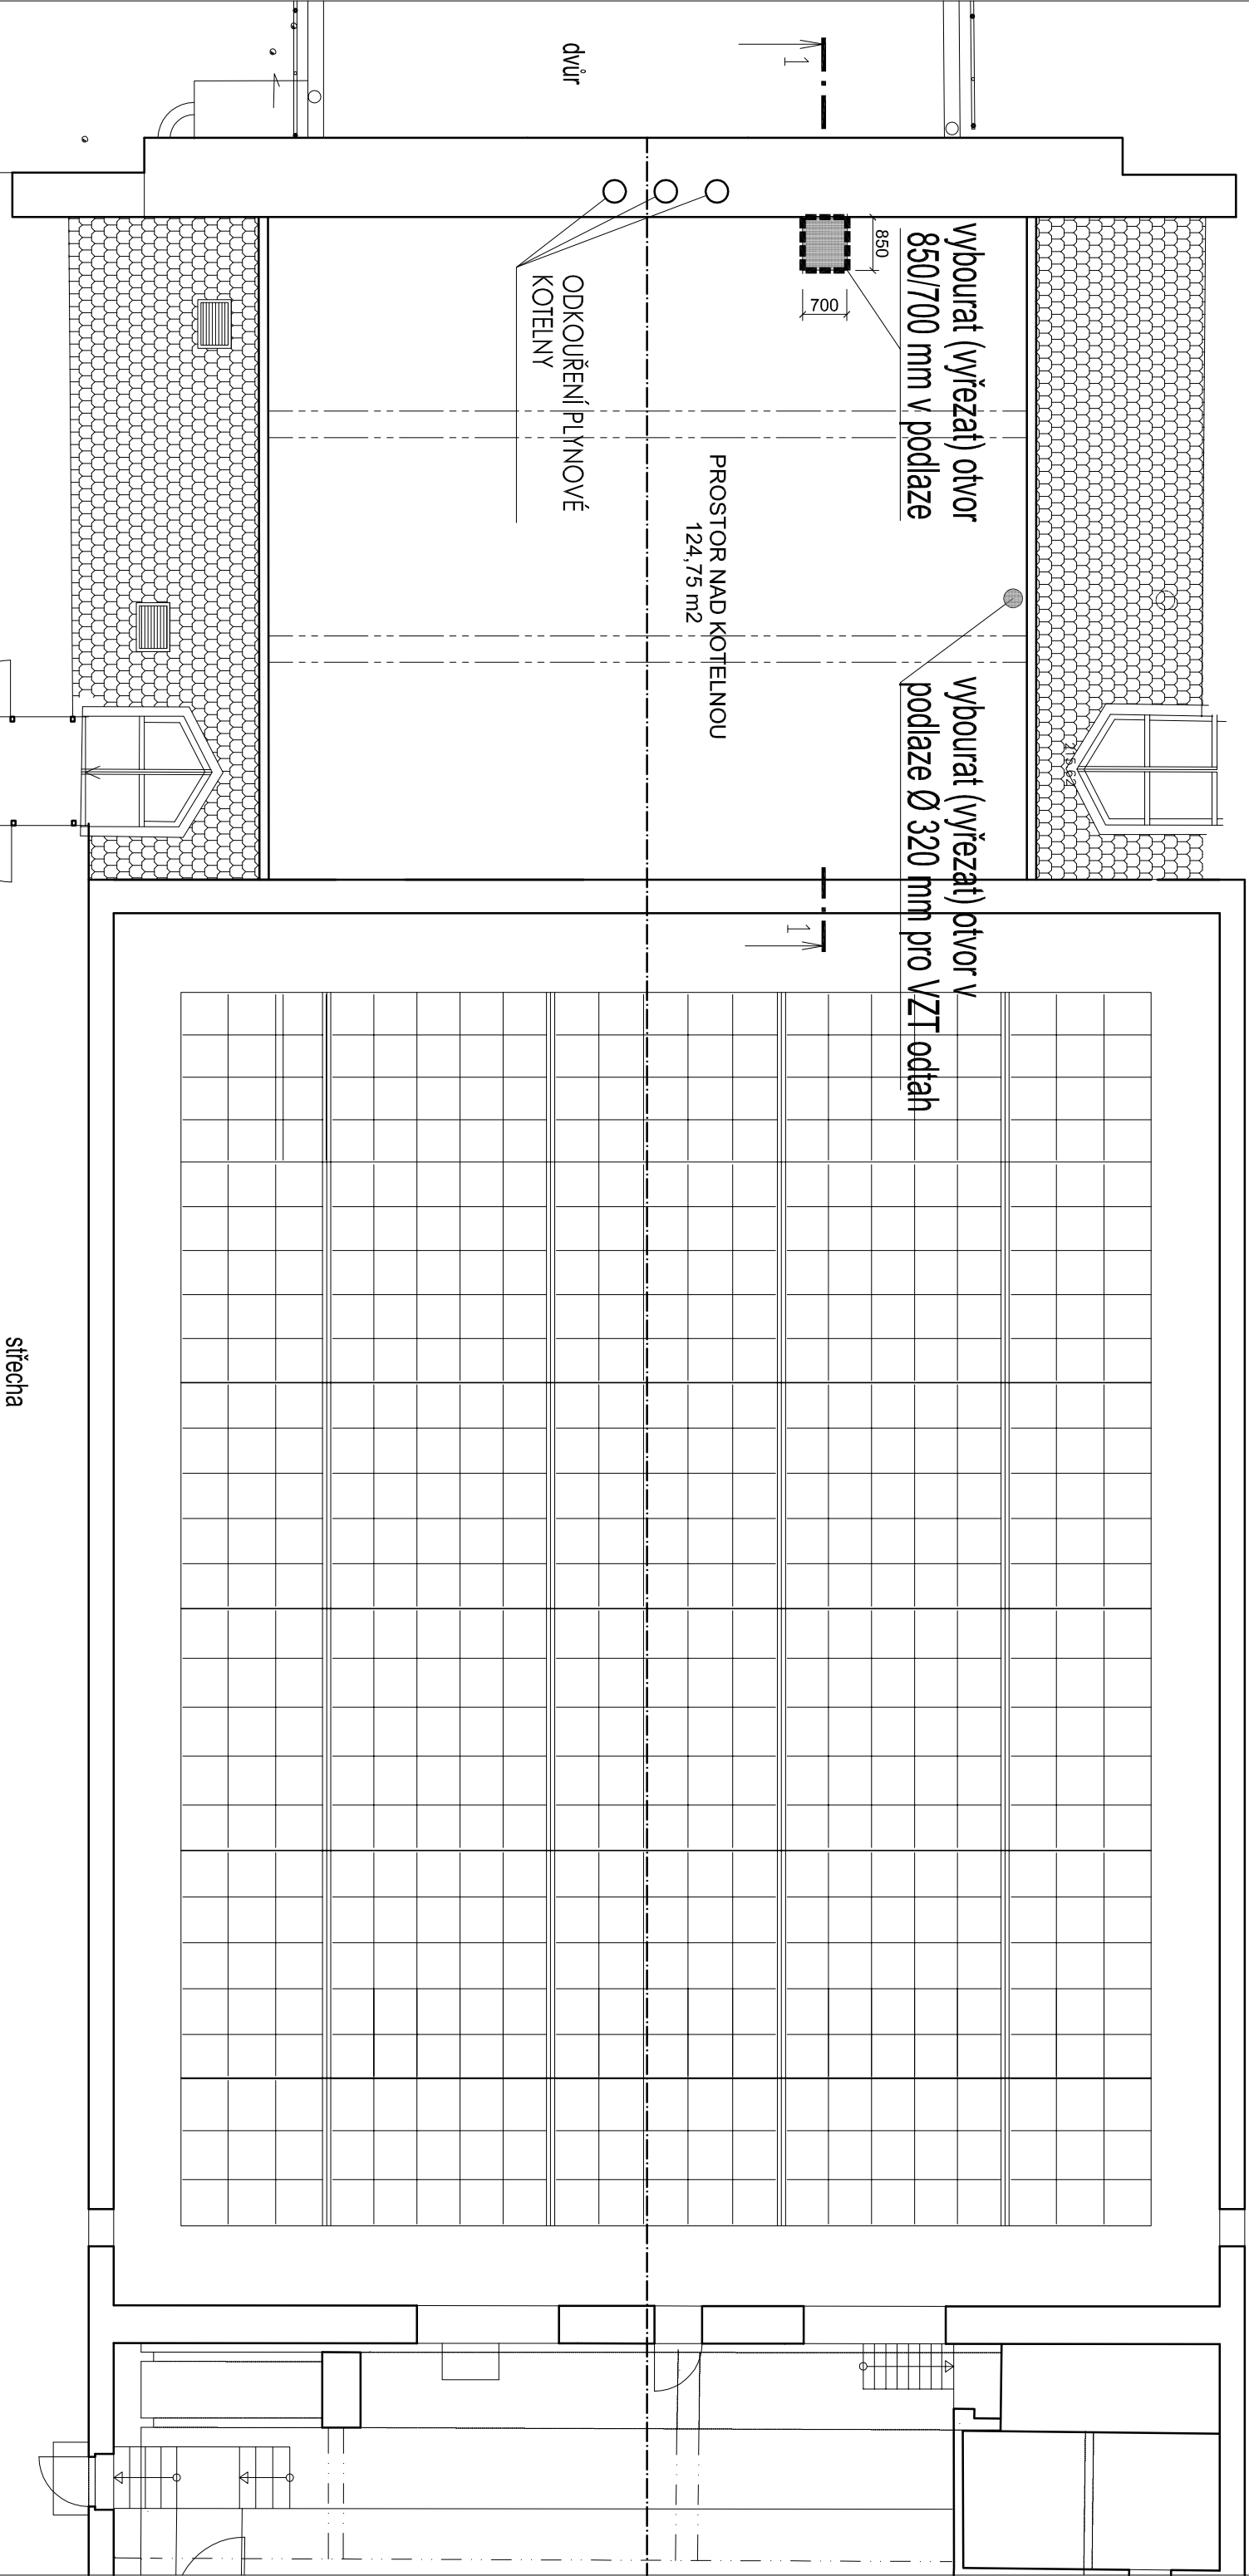 dvůr
1
vybourat (vyřezat) otvor
850/700 mm v podlaze
850
700
ODKOUŘENÍ PLYNOVÉ
KOTELNY
PROSTOR NAD KOTELNOU
124,75 m2
vybourat (vyřezat) otvor v
podlaze Ø 320 mm pro VZT odtah
1
střecha